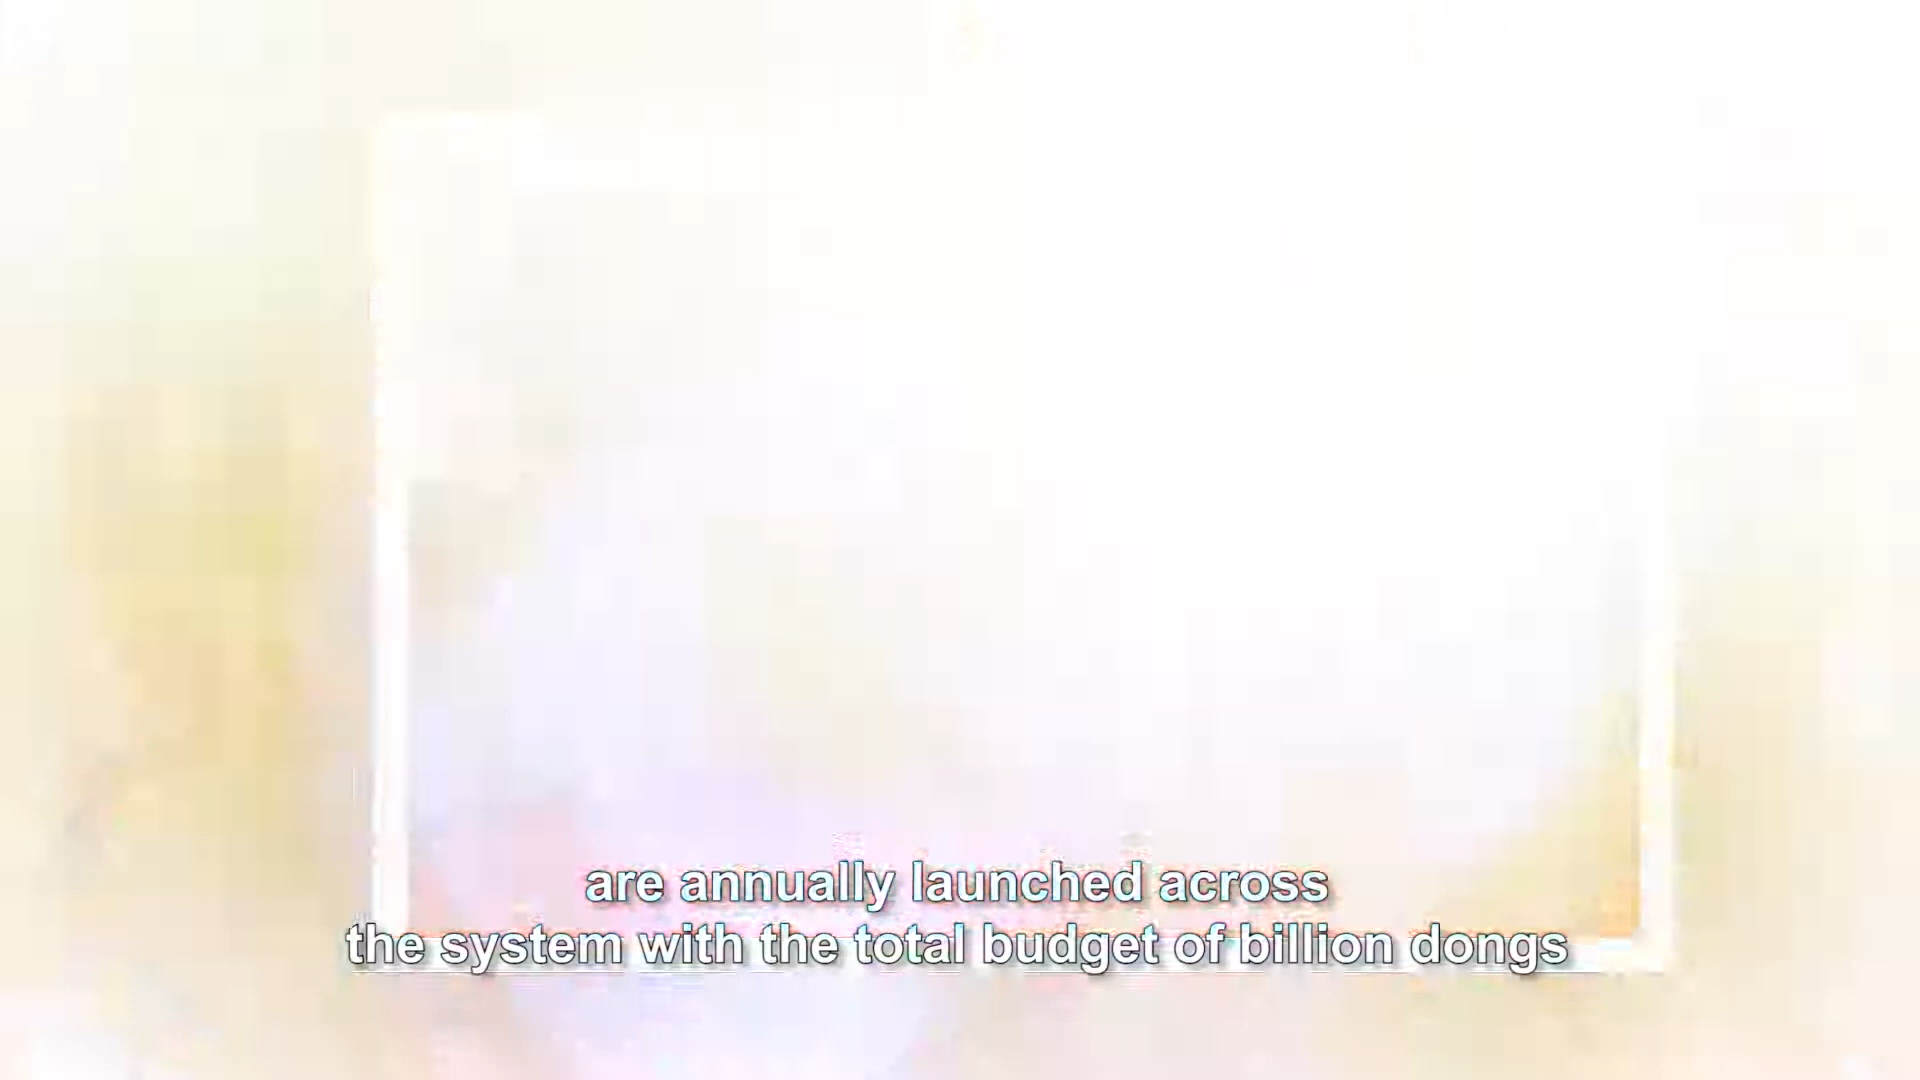 are annually launched across
the system with the total budget of billion dongs